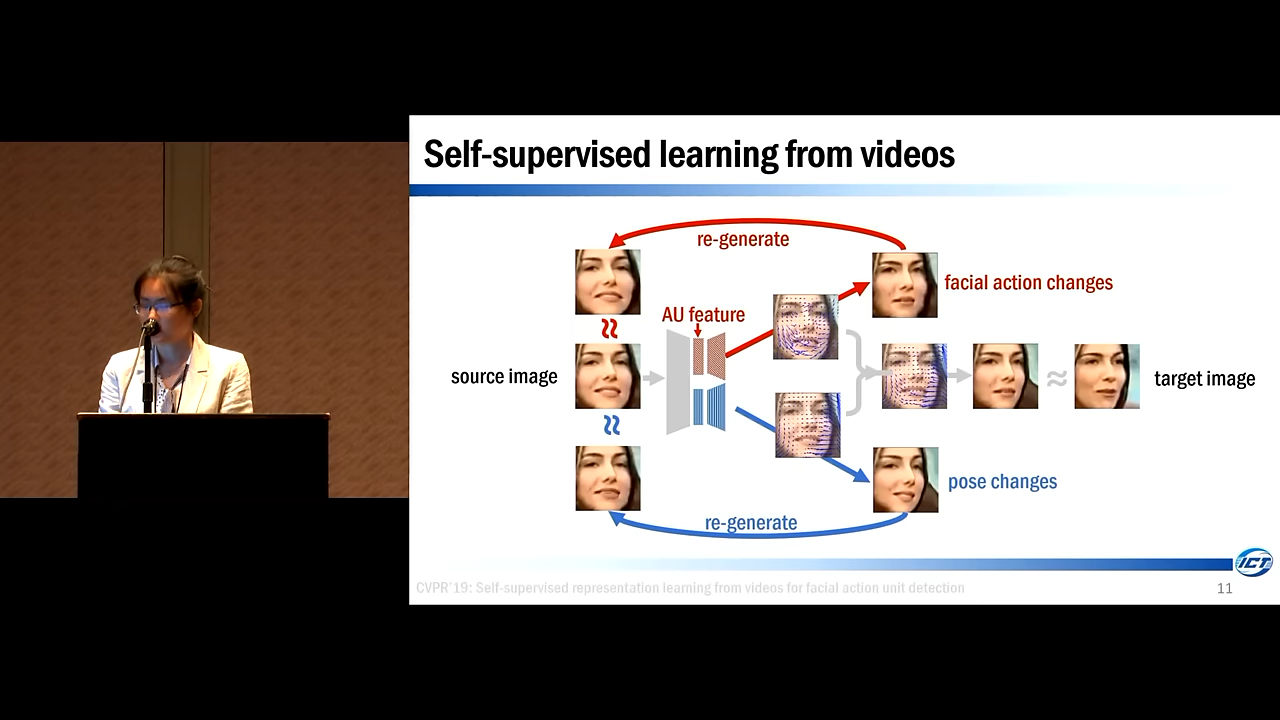 Self-supervised learning from videos
re-generate
facial action changes
AU feature
source image
target image
pose changes
re-generate
ICT
CVPR'19: Self-supervised representation learning from videos for facial action unit detection
11